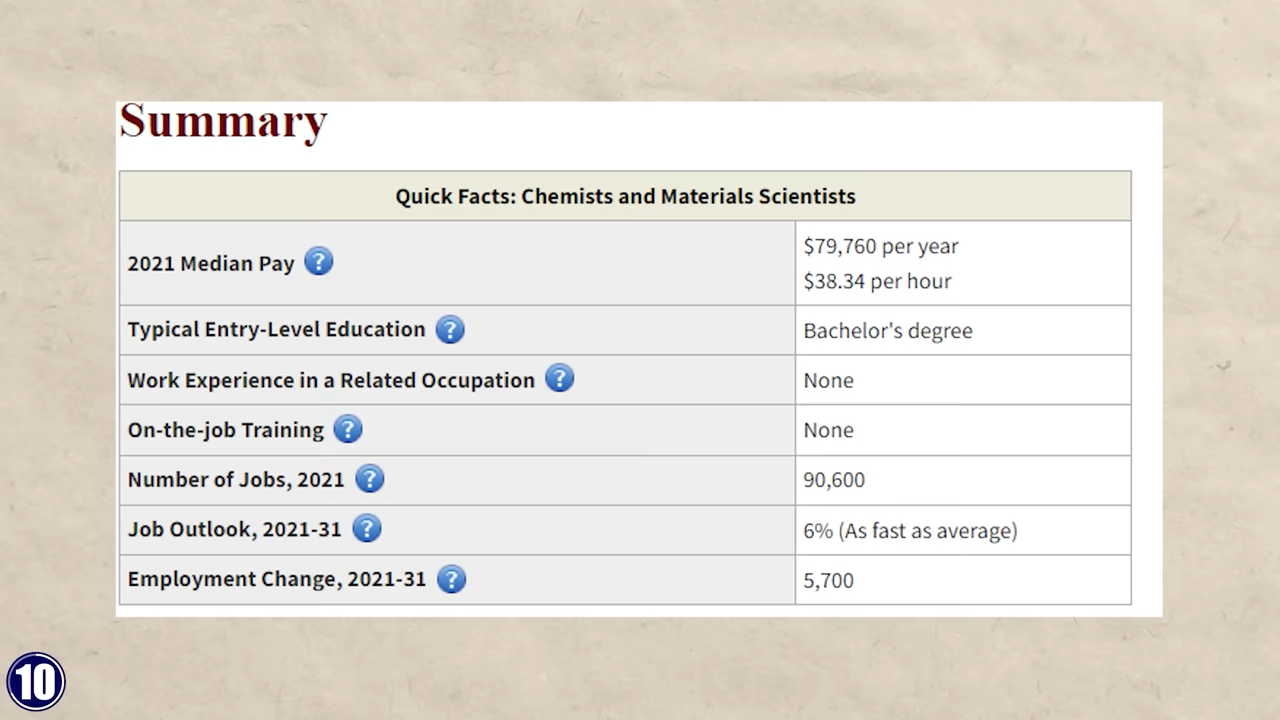 Summary
Quick Facts: Chemists and Materials Scientists
2021 Median Pay ?
$79,760 per year
$38.34 per hour
Typical Entry-Level Education ?
Bachelor's degree
Work Experience in a Related Occupation ?
None
On-the-job Training ?
None
Number of Jobs, 2021 ?
90,600
Job Outlook, 2021-31 ?
6% (As fast as average)
Employment Change, 2021-31 ?
5,700
10